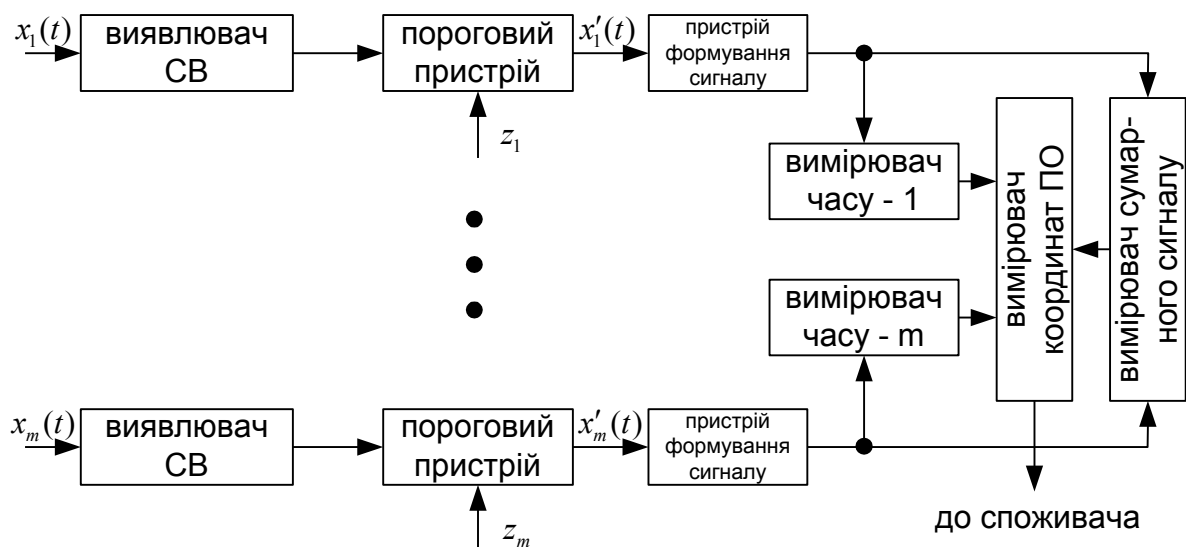 x₁(t)
виявлювач
СВ
пороговий
пристрій
x′₁(t)
пристрій
формування
сигналу
z₁
вимірювач
часу - 1
вимірювач
координат ПО
вимірювач сумар-
ного сигналу
вимірювач
часу - m
xₘ(t)
виявлювач
СВ
пороговий
пристрій
x′ₘ(t)
пристрій
формування
сигналу
zₘ
до споживача